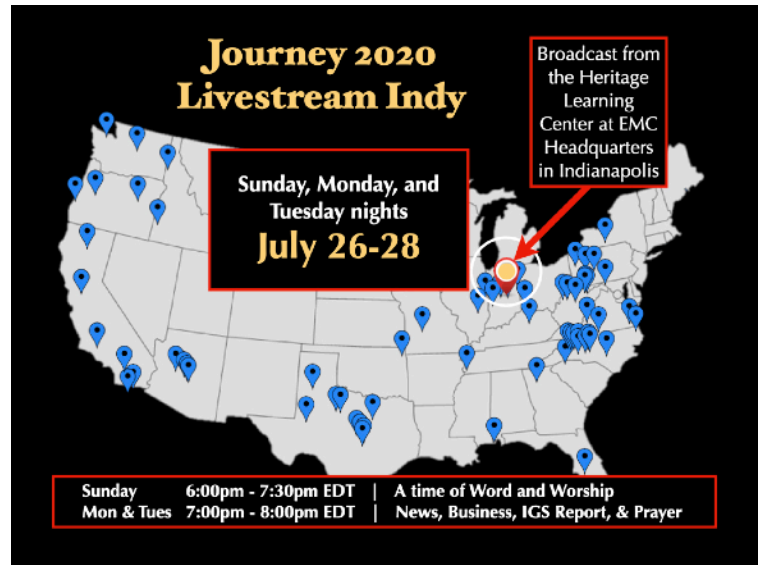 Journey 2020
Livestream Indy
Broadcast from
the Heritage
Learning
Center at EMC
Headquarters
in Indianapolis
Sunday, Monday, and
Tuesday nights
July 26-28
Sunday 6:00pm - 7:30pm EDT | A time of Word and Worship
Mon & Tues 7:00pm - 8:00pm EDT | News, Business, IGS Report, & Prayer